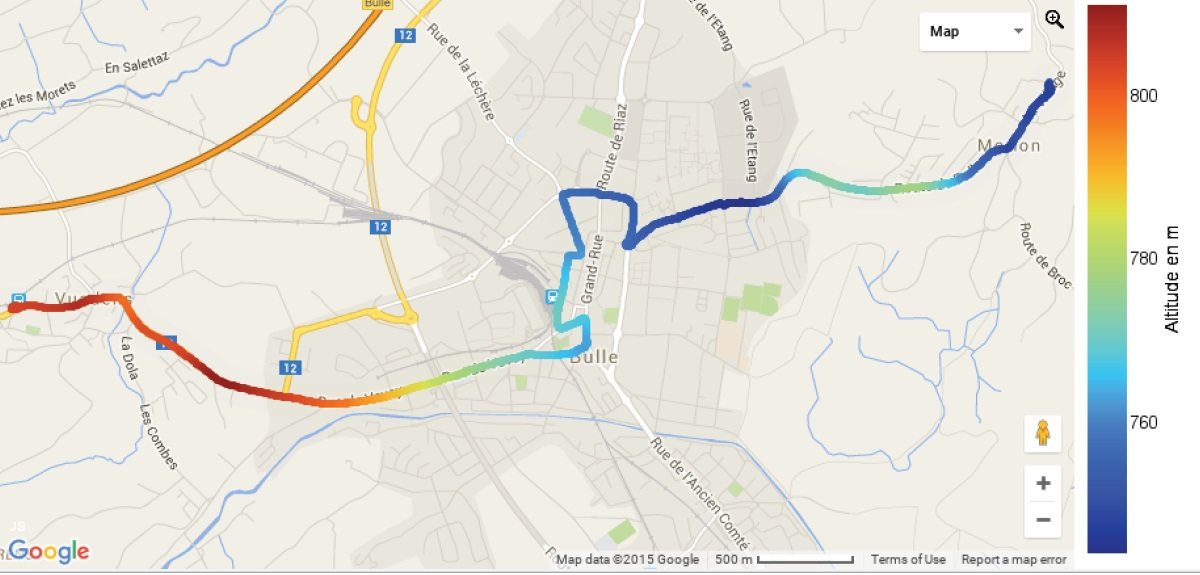 Bulle
12
Rue de l'Etang
Rue de la Léchère
Map
En Salettaz
ez les Morets
800
Route de Riaz
Rue de l'Etang
12
Grand-Rue
Route de Broc
780
Altitude en m
La Dola
12
Bulle
Les Combes
760
Rue de l'Ancien Comté
JB
Google
Map data ©2015 Google
500 m
Terms of Use
Report a map error